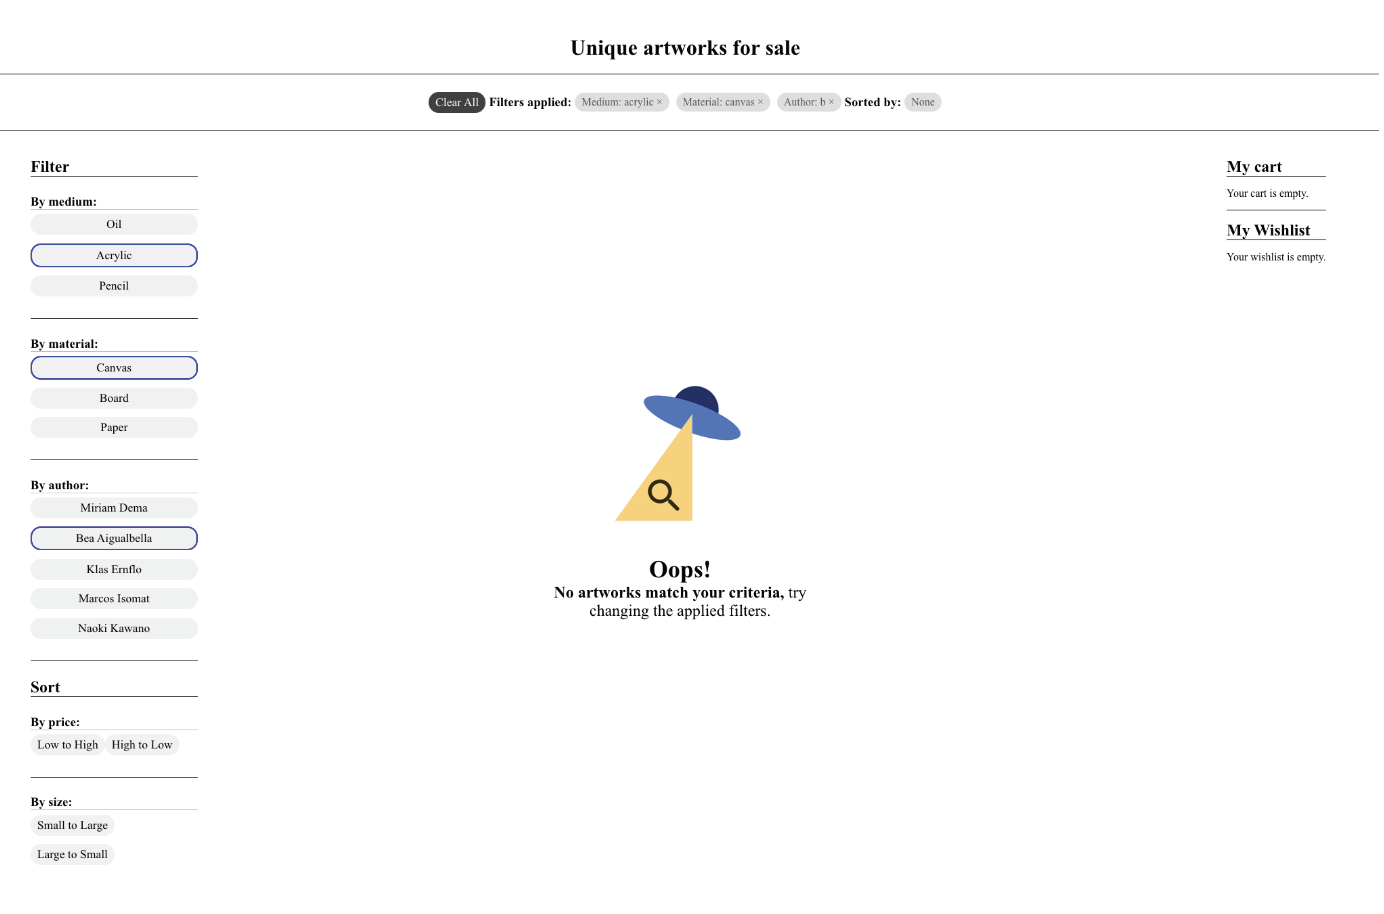 Unique artworks for sale
Clear All Filters applied: Medium: acrylic × Material: canvas × Author: b × Sorted by: None
Filter
By medium:
Oil
Acrylic
Pencil
By material:
Canvas
Board
Paper
By author:
Miriam Dema
Bea Aigualbella
Klas Ernflo
Marcos Isomat
Naoki Kawano
Sort
By price:
Low to High High to Low
By size:
Small to Large
Large to Small
Oops!
No artworks match your criteria, try
changing the applied filters.
My cart
Your cart is empty.
My Wishlist
Your wishlist is empty.